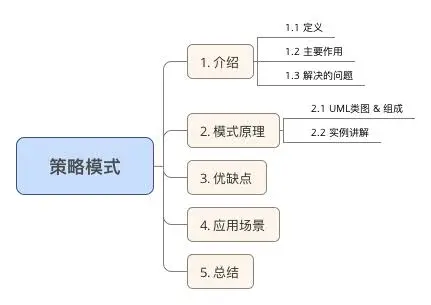 策略模式
1. 介绍
1.1 定义
1.2 主要作用
1.3 解决的问题
2. 模式原理
2.1 UML类图 & 组成
2.2 实例讲解
3. 优缺点
4. 应用场景
5. 总结